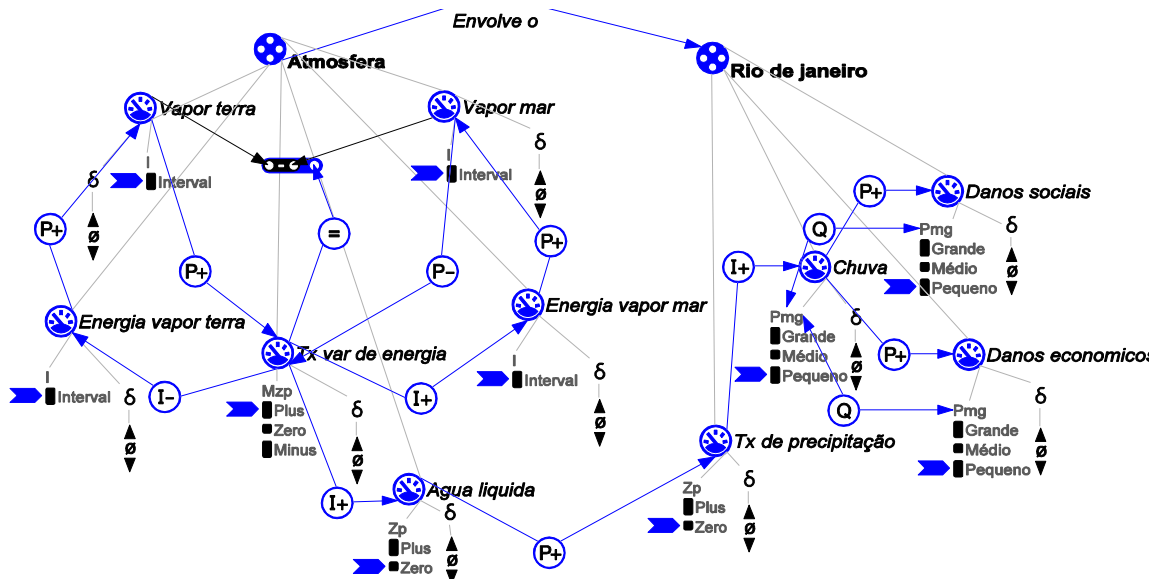 Envolve o
Atmosfera
Rio de janeiro
Vapor terra
Vapor mar
δ
I
Interval
δ
ø
I
Interval
δ
ø
P+
Danos sociais
P+
=
P+
Q
Pmg
Grande
Médio
Pequeno
δ
ø
P+
P-
I+
Chuva
Energia vapor terra
Energia vapor mar
Pmg
Grande
Médio
Pequeno
δ
ø
Tx var de energia
P+
Danos economicos
I
Interval
δ
ø
I-
Mzp
Plus
Zero
Minus
δ
ø
I+
I
Interval
δ
ø
Q
Pmg
Grande
Médio
Pequeno
δ
ø
Tx de precipitação
I+
Agua liquida
Zp
Plus
Zero
δ
ø
Zp
Plus
Zero
δ
ø
P+